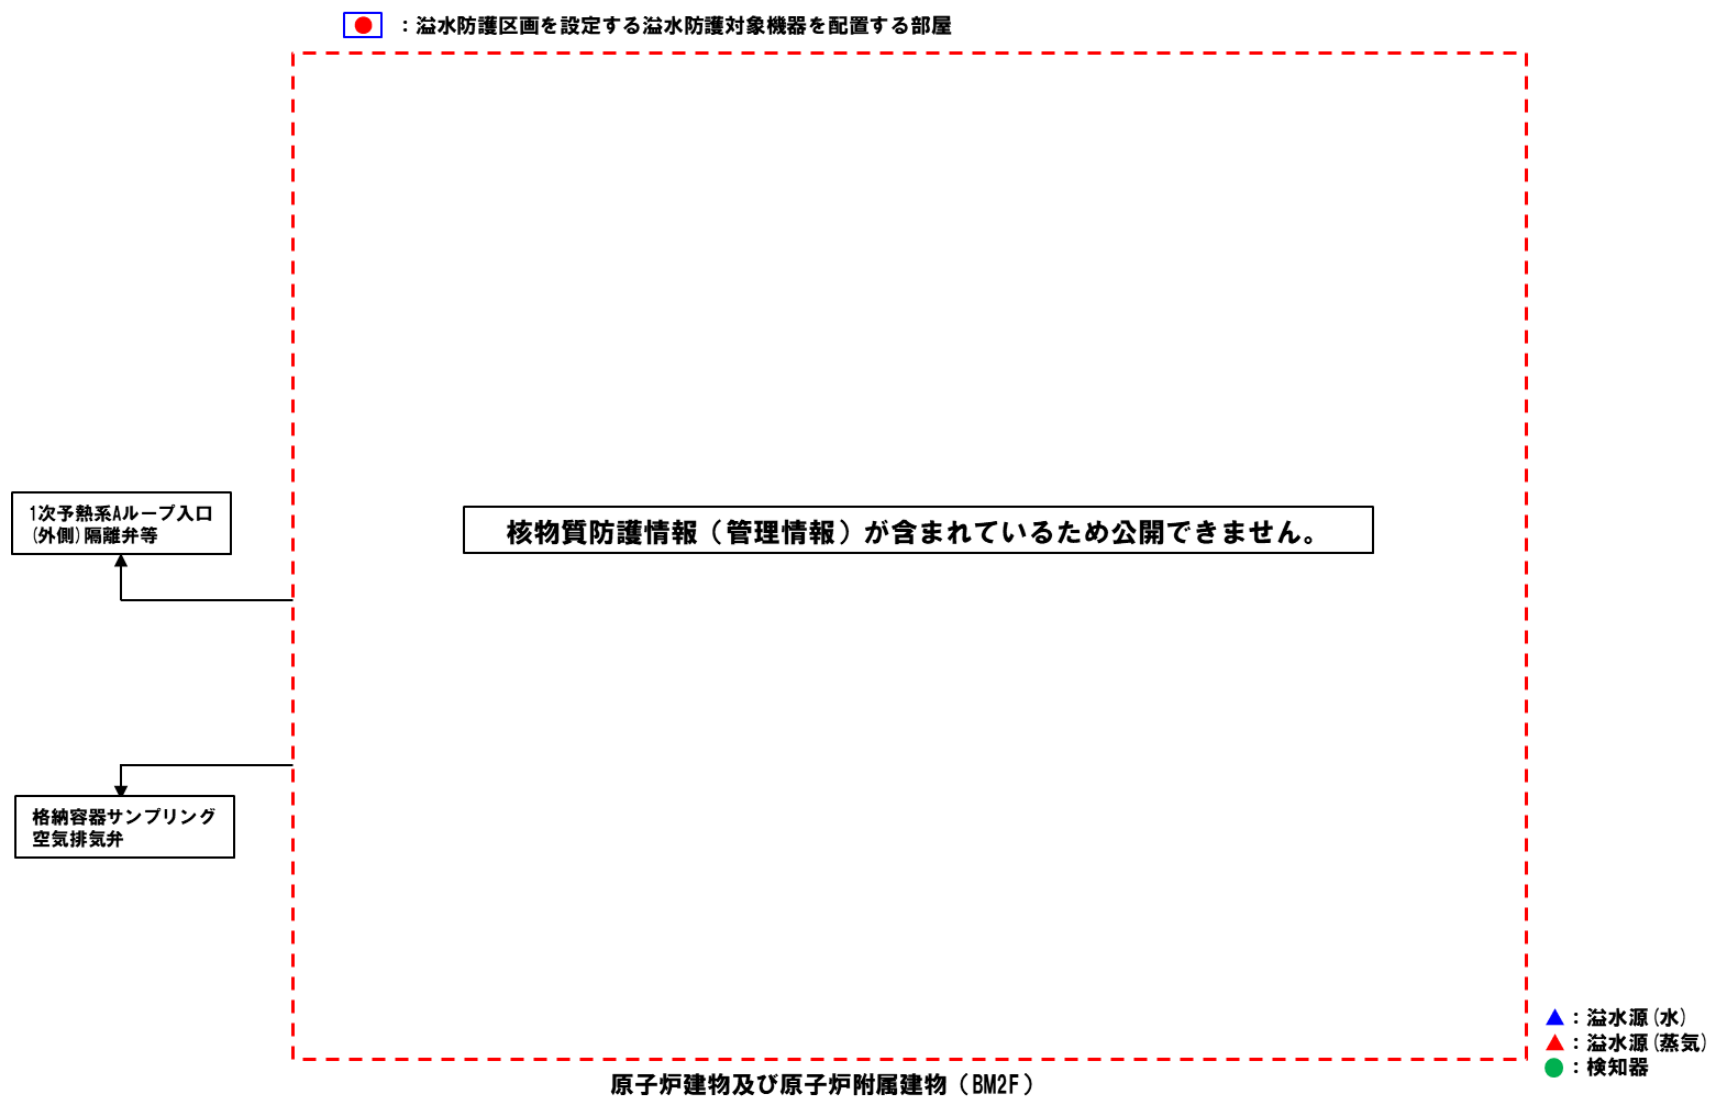 ：溢水防護区画を設定する溢水防護対象機器を配置する部屋
1次予熱系Aループ入口
(外側)隔離弁等
核物質防護情報（管理情報）が含まれているため公開できません。
格納容器サンプリング
空気排気弁
：溢水源(水)
：溢水源(蒸気)
：検知器
原子炉建物及び原子炉附属建物（BM2F）